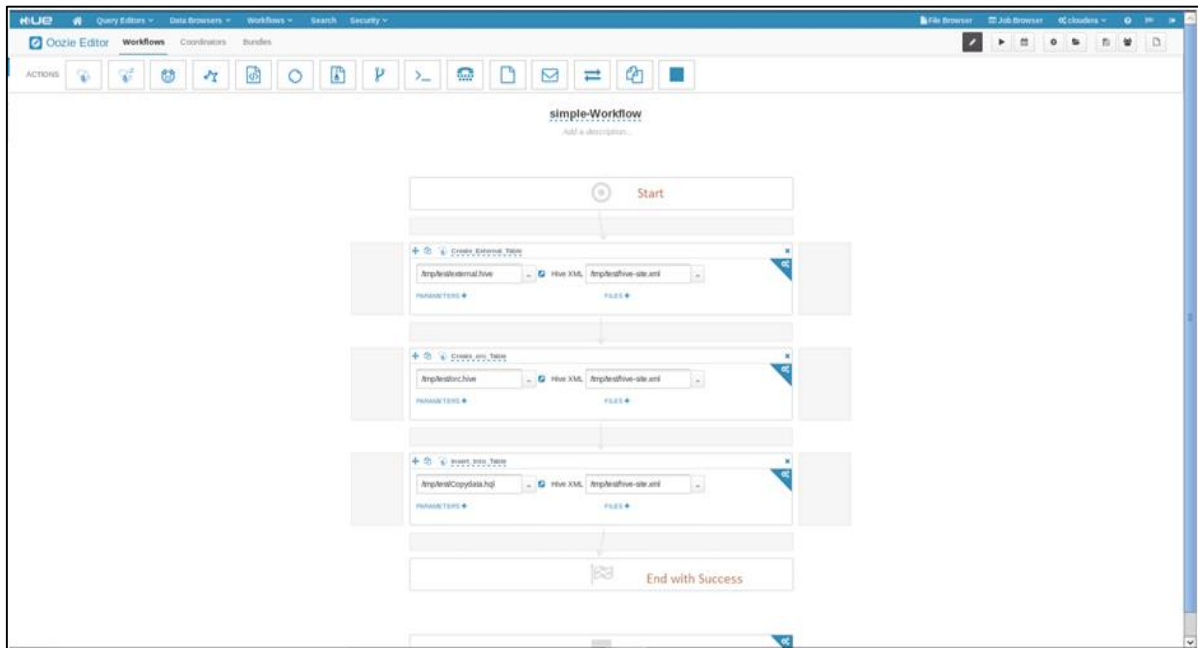 HUE Query Editors Data Browsers Workflows Search Security File Browser Job Browser cloudera
Oozie Editor Workflows Coordinators Bundles
ACTIONS
simple-Workflow
Add a description...
Start
Create_External_Table
/tmp/test/external.hive .. Hive XML /tmp/test/hive-site.xml ..
PARAMETERS + FILES +
Create_orc_Table
/tmp/test/orc.hive .. Hive XML /tmp/test/hive-site.xml ..
PARAMETERS + FILES +
Insert_into_Table
/tmp/test/Copydata.hql .. Hive XML /tmp/test/hive-site.xml ..
PARAMETERS + FILES +
End with Success